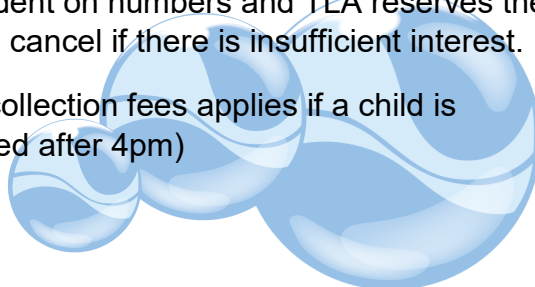 dent on numbers and TLA reserves the
cancel if there is insufficient interest.
ollection fees applies if a child is
ed after 4pm)